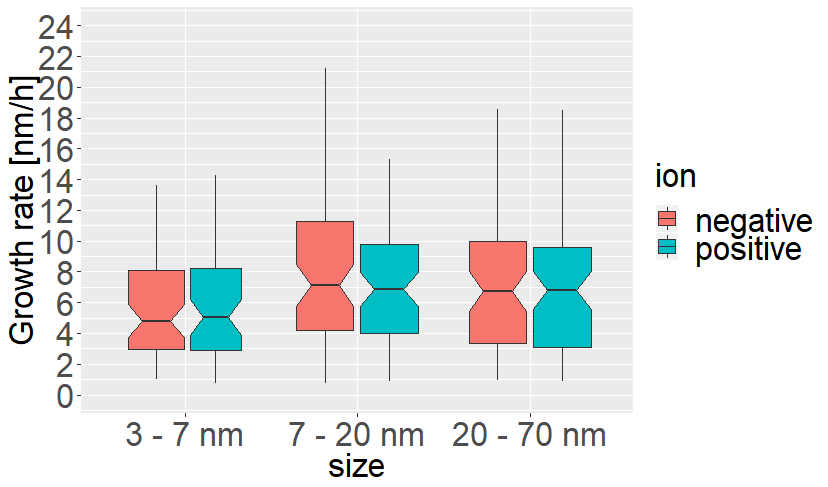 Growth rate [nm/h]
24
22
20
18
16
14
12
10
8
6
4
2
0
3 - 7 nm
7 - 20 nm
20 - 70 nm
size
ion
negative
positive